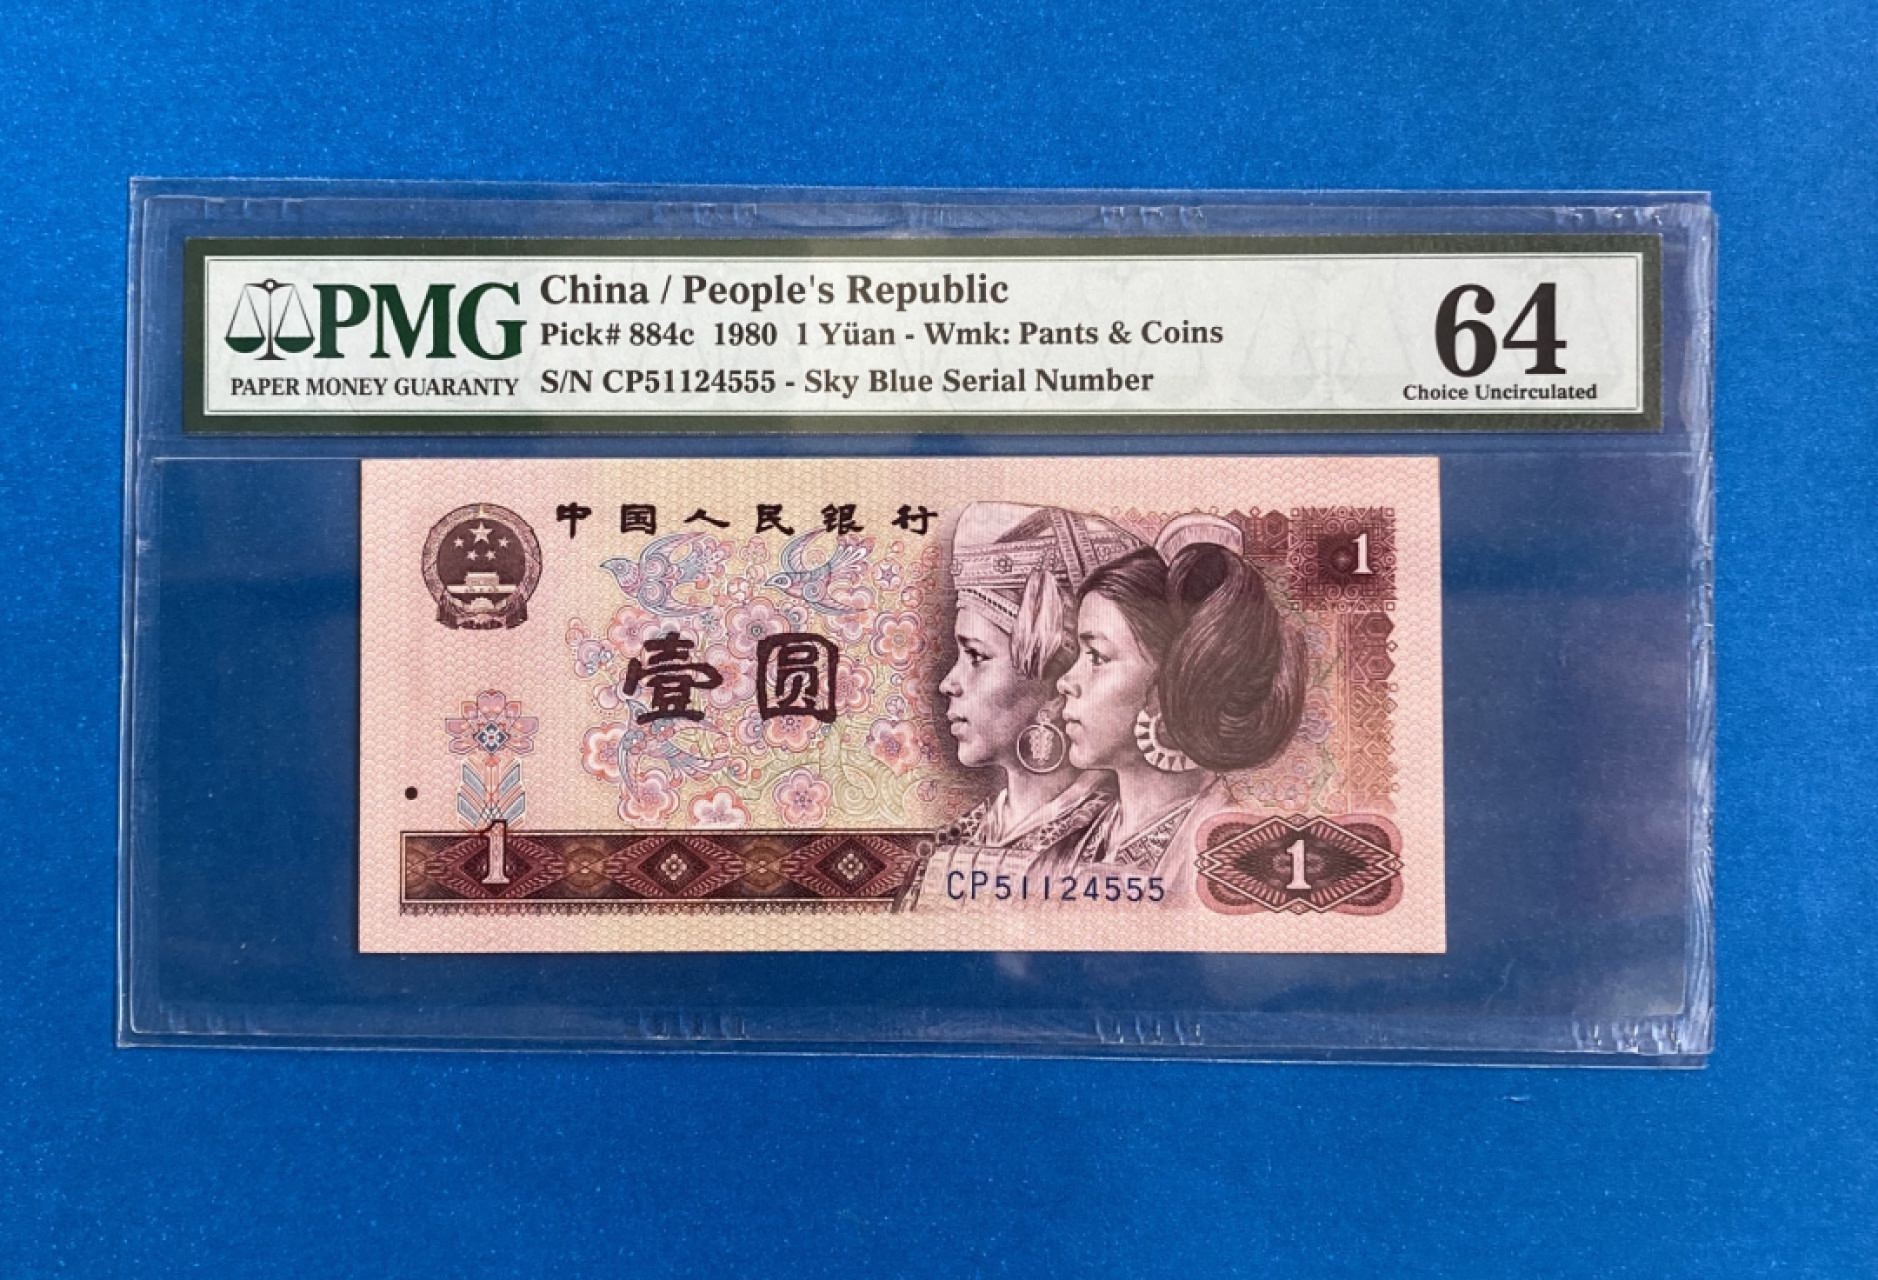 PMG
PAPER MONEY GUARANTY
China / People's Republic
Pick# 884c 1980 1 Yüan - Wmk: Pants & Coins
S/N CP51124555 - Sky Blue Serial Number
64
Choice Uncirculated
中国人民银行
1
壹圆
1
CP51124555
1